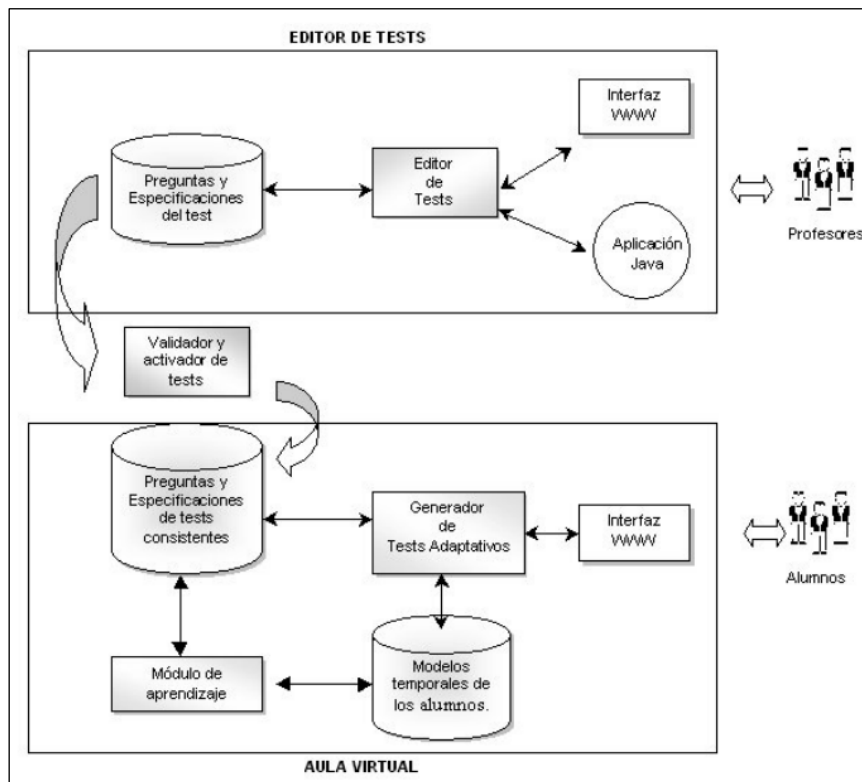 EDITOR DE TESTS
Interfaz
WWW
Preguntas y
Especificaciones
del test
Editor
de
Tests
Aplicación
Java
Profesores
Validador y
activador de
tests
Preguntas y
Especificaciones
de tests
consistentes
Generador
de
Tests Adaptativos
Interfaz
WWW
Alumnos
Módulo de
aprendizaje
Modelos
temporales de
los alumnos.
AULA VIRTUAL